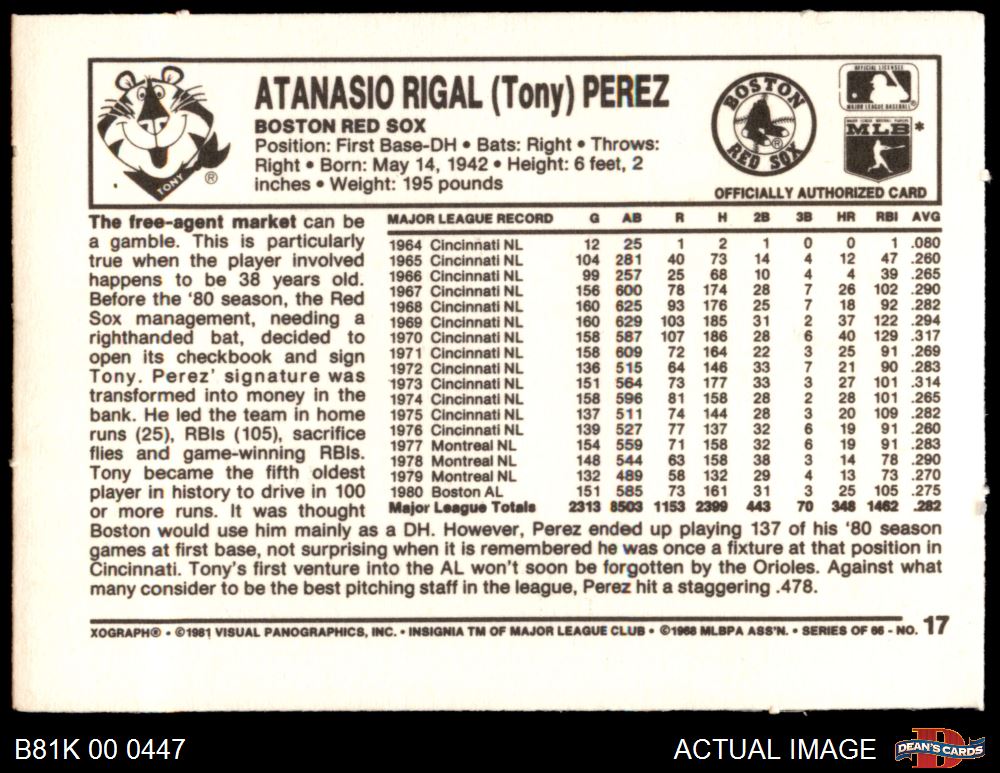 ATANASIO RIGAL (Tony) PEREZ
BOSTON RED SOX
Position: First Base-DH • Bats: Right • Throws:
Right • Born: May 14, 1942 • Height: 6 feet, 2
inches • Weight: 195 pounds
TONY ®
BOSTON
RED SOX ®
OFFICIAL LICENSEE
MAJOR LEAGUE BASEBALL®
MAJOR LEAGUE BASEBALL PLAYERS
MLB*
OFFICIALLY AUTHORIZED CARD
The free-agent market can be
a gamble. This is particularly
true when the player involved
happens to be 38 years old.
Before the '80 season, the Red
Sox management, needing a
righthanded bat, decided to
open its checkbook and sign
Tony. Perez' signature was
transformed into money in the
bank. He led the team in home
runs (25), RBIs (105), sacrifice
flies and game-winning RBIs.
Tony became the fifth oldest
player in history to drive in 100
or more runs. It was thought
MAJOR LEAGUE RECORD G AB R H 2B 3B HR RBI AVG
1964 Cincinnati NL 12 25 1 2 1 0 0 1 .080
1965 Cincinnati NL 104 281 40 73 14 4 12 47 .260
1966 Cincinnati NL 99 257 25 68 10 4 4 39 .265
1967 Cincinnati NL 156 600 78 174 28 7 26 102 .290
1968 Cincinnati NL 160 625 93 176 25 7 18 92 .282
1969 Cincinnati NL 160 629 103 185 31 2 37 122 .294
1970 Cincinnati NL 158 587 107 186 28 6 40 129 .317
1971 Cincinnati NL 158 609 72 164 22 3 25 91 .269
1972 Cincinnati NL 136 515 64 146 33 7 21 90 .283
1973 Cincinnati NL 151 564 73 177 33 3 27 101 .314
1974 Cincinnati NL 158 596 81 158 28 2 28 101 .265
1975 Cincinnati NL 137 511 74 144 28 3 20 109 .282
1976 Cincinnati NL 139 527 77 137 32 6 19 91 .260
1977 Montreal NL 154 559 71 158 32 6 19 91 .283
1978 Montreal NL 148 544 63 158 38 3 14 78 .290
1979 Montreal NL 132 489 58 132 29 4 13 73 .270
1980 Boston AL 151 585 73 161 31 3 25 105 .275
Major League Totals 2313 8503 1153 2399 443 70 348 1462 .282
Boston would use him mainly as a DH. However, Perez ended up playing 137 of his '80 season
games at first base, not surprising when it is remembered he was once a fixture at that position in
Cincinnati. Tony's first venture into the AL won't soon be forgotten by the Orioles. Against what
many consider to be the best pitching staff in the league, Perez hit a staggering .478.
XOGRAPH® • ©1981 VISUAL PANOGRAPHICS, INC. • INSIGNIA TM OF MAJOR LEAGUE CLUB • ©1968 MLBPA ASS'N. • SERIES OF 66 - NO. 17
B81K 00 0447
ACTUAL IMAGE
DEAN'S CARDS